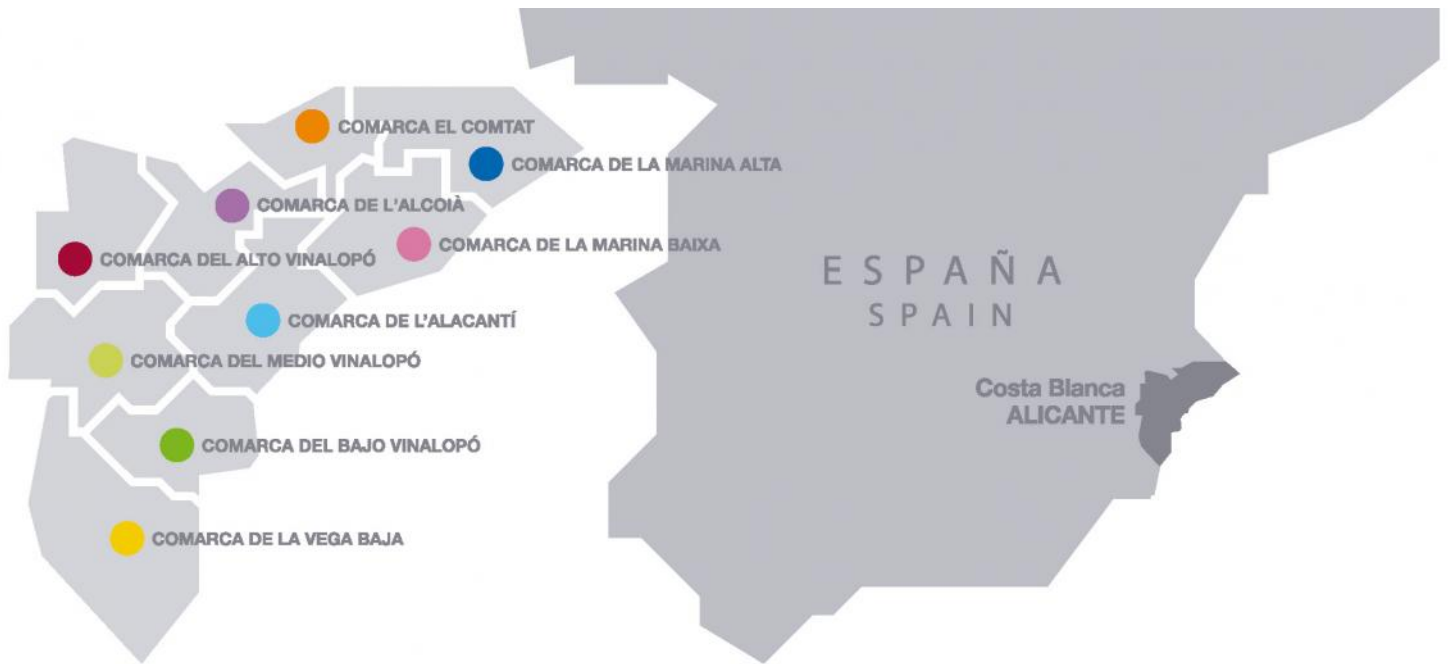 COMARCA EL COMTAT
COMARCA DE LA MARINA ALTA
COMARCA DE L'ALCOIÀ
COMARCA DE LA MARINA BAIXA
COMARCA DEL ALTO VINALOPÓ
COMARCA DE L'ALACANTÍ
COMARCA DEL MEDIO VINALOPÓ
COMARCA DEL BAJO VINALOPÓ
COMARCA DE LA VEGA BAJA
ESPAÑA
SPAIN
Costa Blanca
ALICANTE